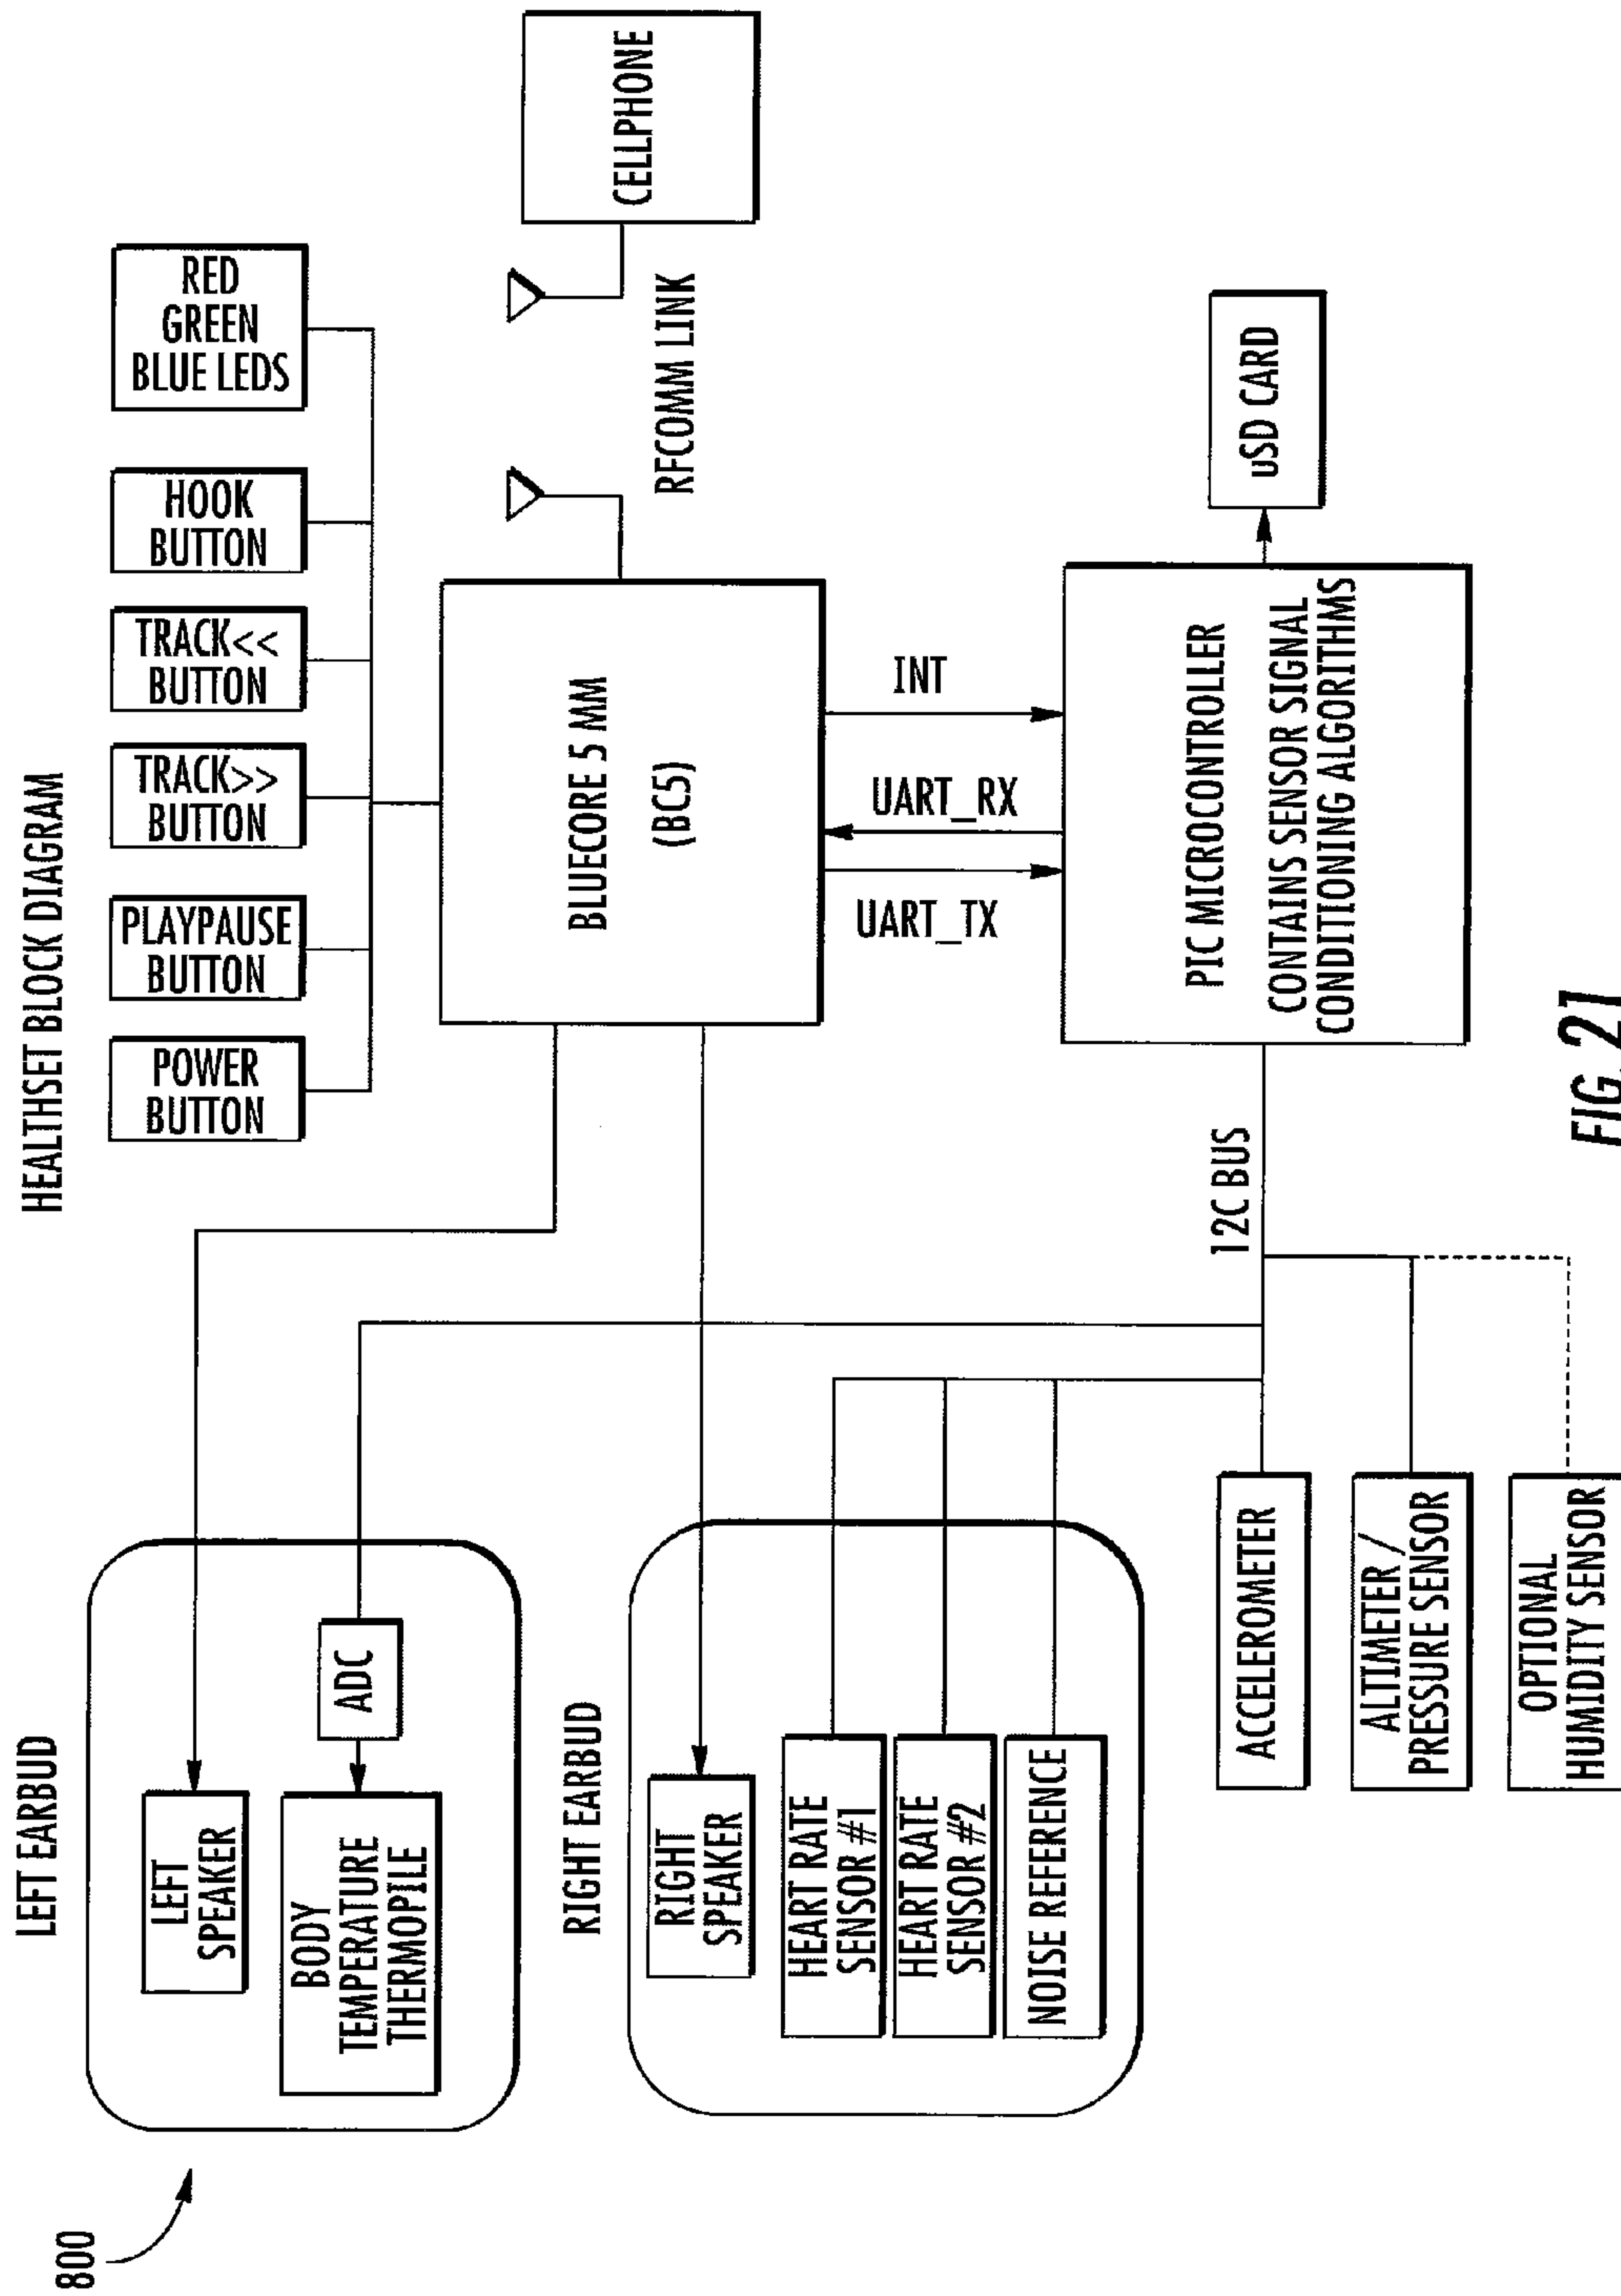 HEALTHSET BLOCK DIAGRAM
800
LEFT EARBUD
LEFT
SPEAKER
BODY
TEMPERATURE
THERMOPILE
ADC
RIGHT EARBUD
RIGHT
SPEAKER
HEART RATE
SENSOR #1
HEART RATE
SENSOR #2
NOISE REFERENCE
ACCELEROMETER
ALTIMETER /
PRESSURE SENSOR
OPTIONAL
HUMIDITY SENSOR
POWER
BUTTON
PLAYPAUSE
BUTTON
TRACK>>
BUTTON
TRACK<<
BUTTON
HOOK
BUTTON
RED
GREEN
BLUE LEDS
BLUECORE 5 MM
(BC5)
UART_TX
UART_RX
INT
12C BUS
PIC MICROCONTROLLER
CONTAINS SENSOR SIGNAL
CONDITIONING ALGORITHMS
CELLPHONE
RFCOMM LINK
uSD CARD
FIG. 21